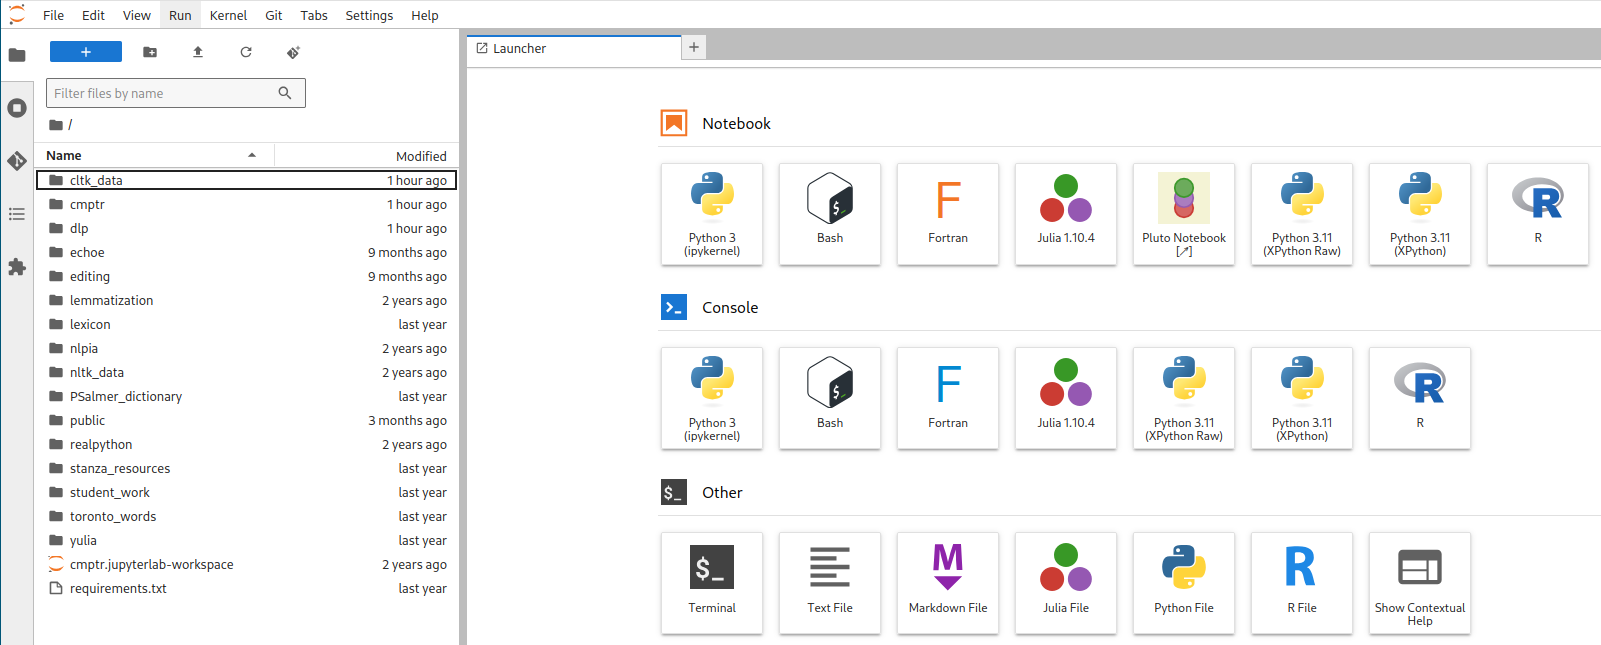 File Edit View Run Kernel Git Tabs Settings Help
+
Filter files by name
/
Name Modified
cltk_data 1 hour ago
cmptr 1 hour ago
dlp 1 hour ago
echoe 9 months ago
editing 9 months ago
lemmatization 2 years ago
lexicon last year
nlpia 2 years ago
nltk_data 2 years ago
PSalmer_dictionary last year
public 3 months ago
realpython 2 years ago
stanza_resources last year
student_work last year
toronto_words last year
yulia last year
cmptr.jupyterlab-workspace 2 years ago
requirements.txt last year
Launcher +
Notebook
Python 3 (ipykernel)
$_
Bash
F
Fortran
Julia 1.10.4
Pluto Notebook [↗]
Python 3.11 (XPython Raw)
Python 3.11 (XPython)
R
R
Console
Python 3 (ipykernel)
$_
Bash
F
Fortran
Julia 1.10.4
Python 3.11 (XPython Raw)
Python 3.11 (XPython)
R
R
$_ Other
$_
Terminal
Text File
M
Markdown File
Julia File
Python File
R
R File
Show Contextual Help